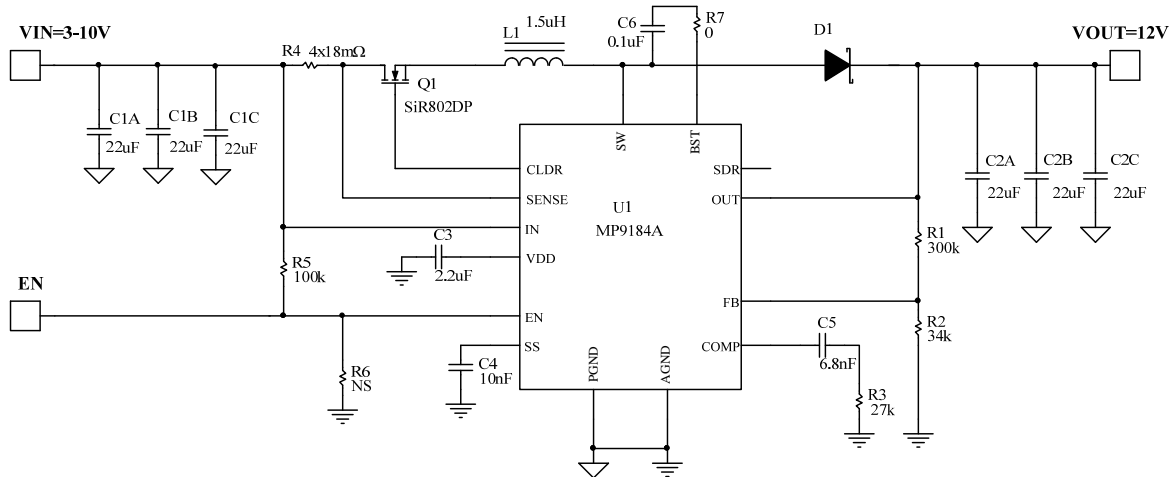 VIN=3-10V
R4 4x18mΩ
L1
1.5uH
C6
0.1uF
R7
0
D1
VOUT=12V
Q1
SiR802DP
C1A
22uF
C1B
22uF
C1C
22uF
SW
BST
CLDR
SENSE
IN
VDD
EN
SS
SDR
OUT
FB
COMP
PGND
AGND
U1
MP9184A
C2A
22uF
C2B
22uF
C2C
22uF
C3
2.2uF
R5
100k
R1
300k
EN
R2
34k
C5
6.8nF
C4
10nF
R6
NS
R3
27k